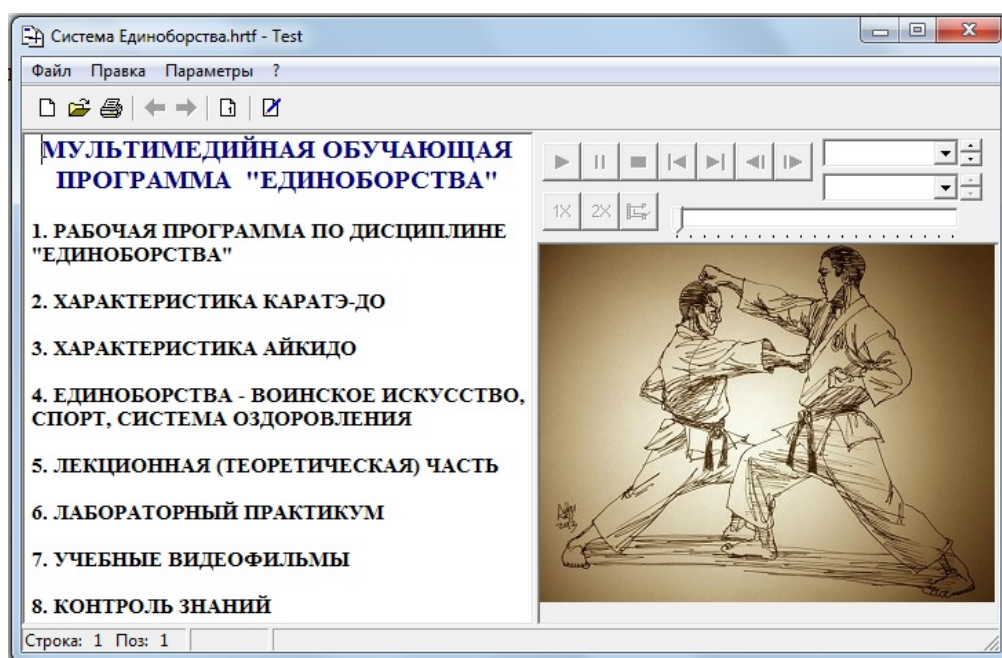 Система Единоборства.hrtf - Test
Файл Правка Параметры ?
МУЛЬТИМЕДИЙНАЯ ОБУЧАЮЩАЯ
ПРОГРАММА "ЕДИНОБОРСТВА"
1. РАБОЧАЯ ПРОГРАММА ПО ДИСЦИПЛИНЕ
"ЕДИНОБОРСТВА"
2. ХАРАКТЕРИСТИКА КАРАТЭ-ДО
3. ХАРАКТЕРИСТИКА АЙКИДО
4. ЕДИНОБОРСТВА - ВОИНСКОЕ ИСКУССТВО,
СПОРТ, СИСТЕМА ОЗДОРОВЛЕНИЯ
5. ЛЕКЦИОННАЯ (ТЕОРЕТИЧЕСКАЯ) ЧАСТЬ
6. ЛАБОРАТОРНЫЙ ПРАКТИКУМ
7. УЧЕБНЫЕ ВИДЕОФИЛЬМЫ
8. КОНТРОЛЬ ЗНАНИЙ
1X 2X
2013
Строка: 1 Поз: 1